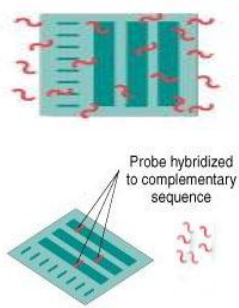 Probe hybridized
to complementary
sequence